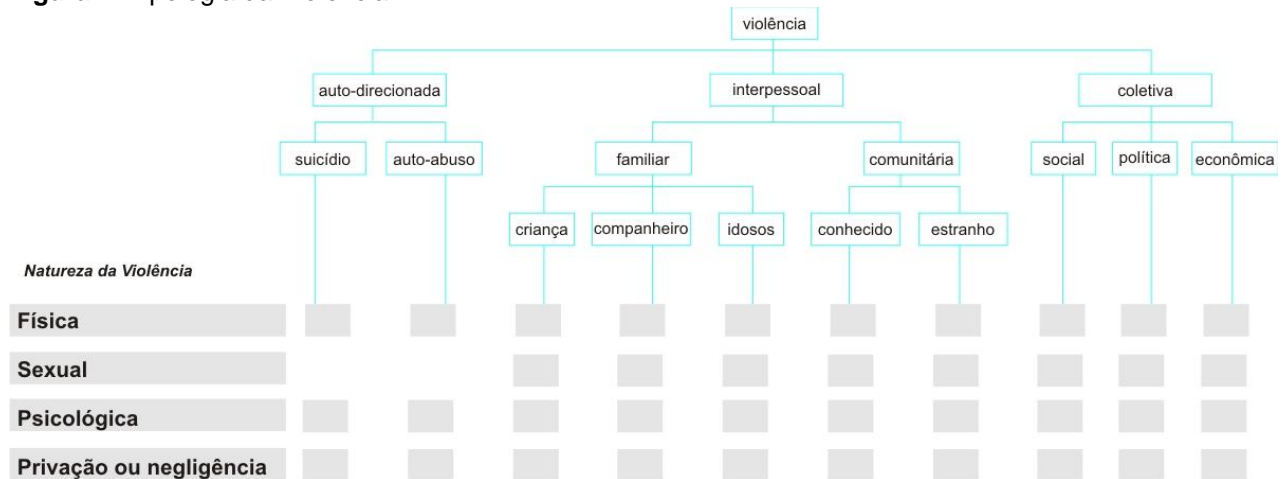 violência
auto-direcionada interpessoal coletiva
suicídio auto-abuso familiar comunitária social política econômica
criança companheiro idosos conhecido estranho
Natureza da Violência
Física
Sexual
Psicológica
Privação ou negligência